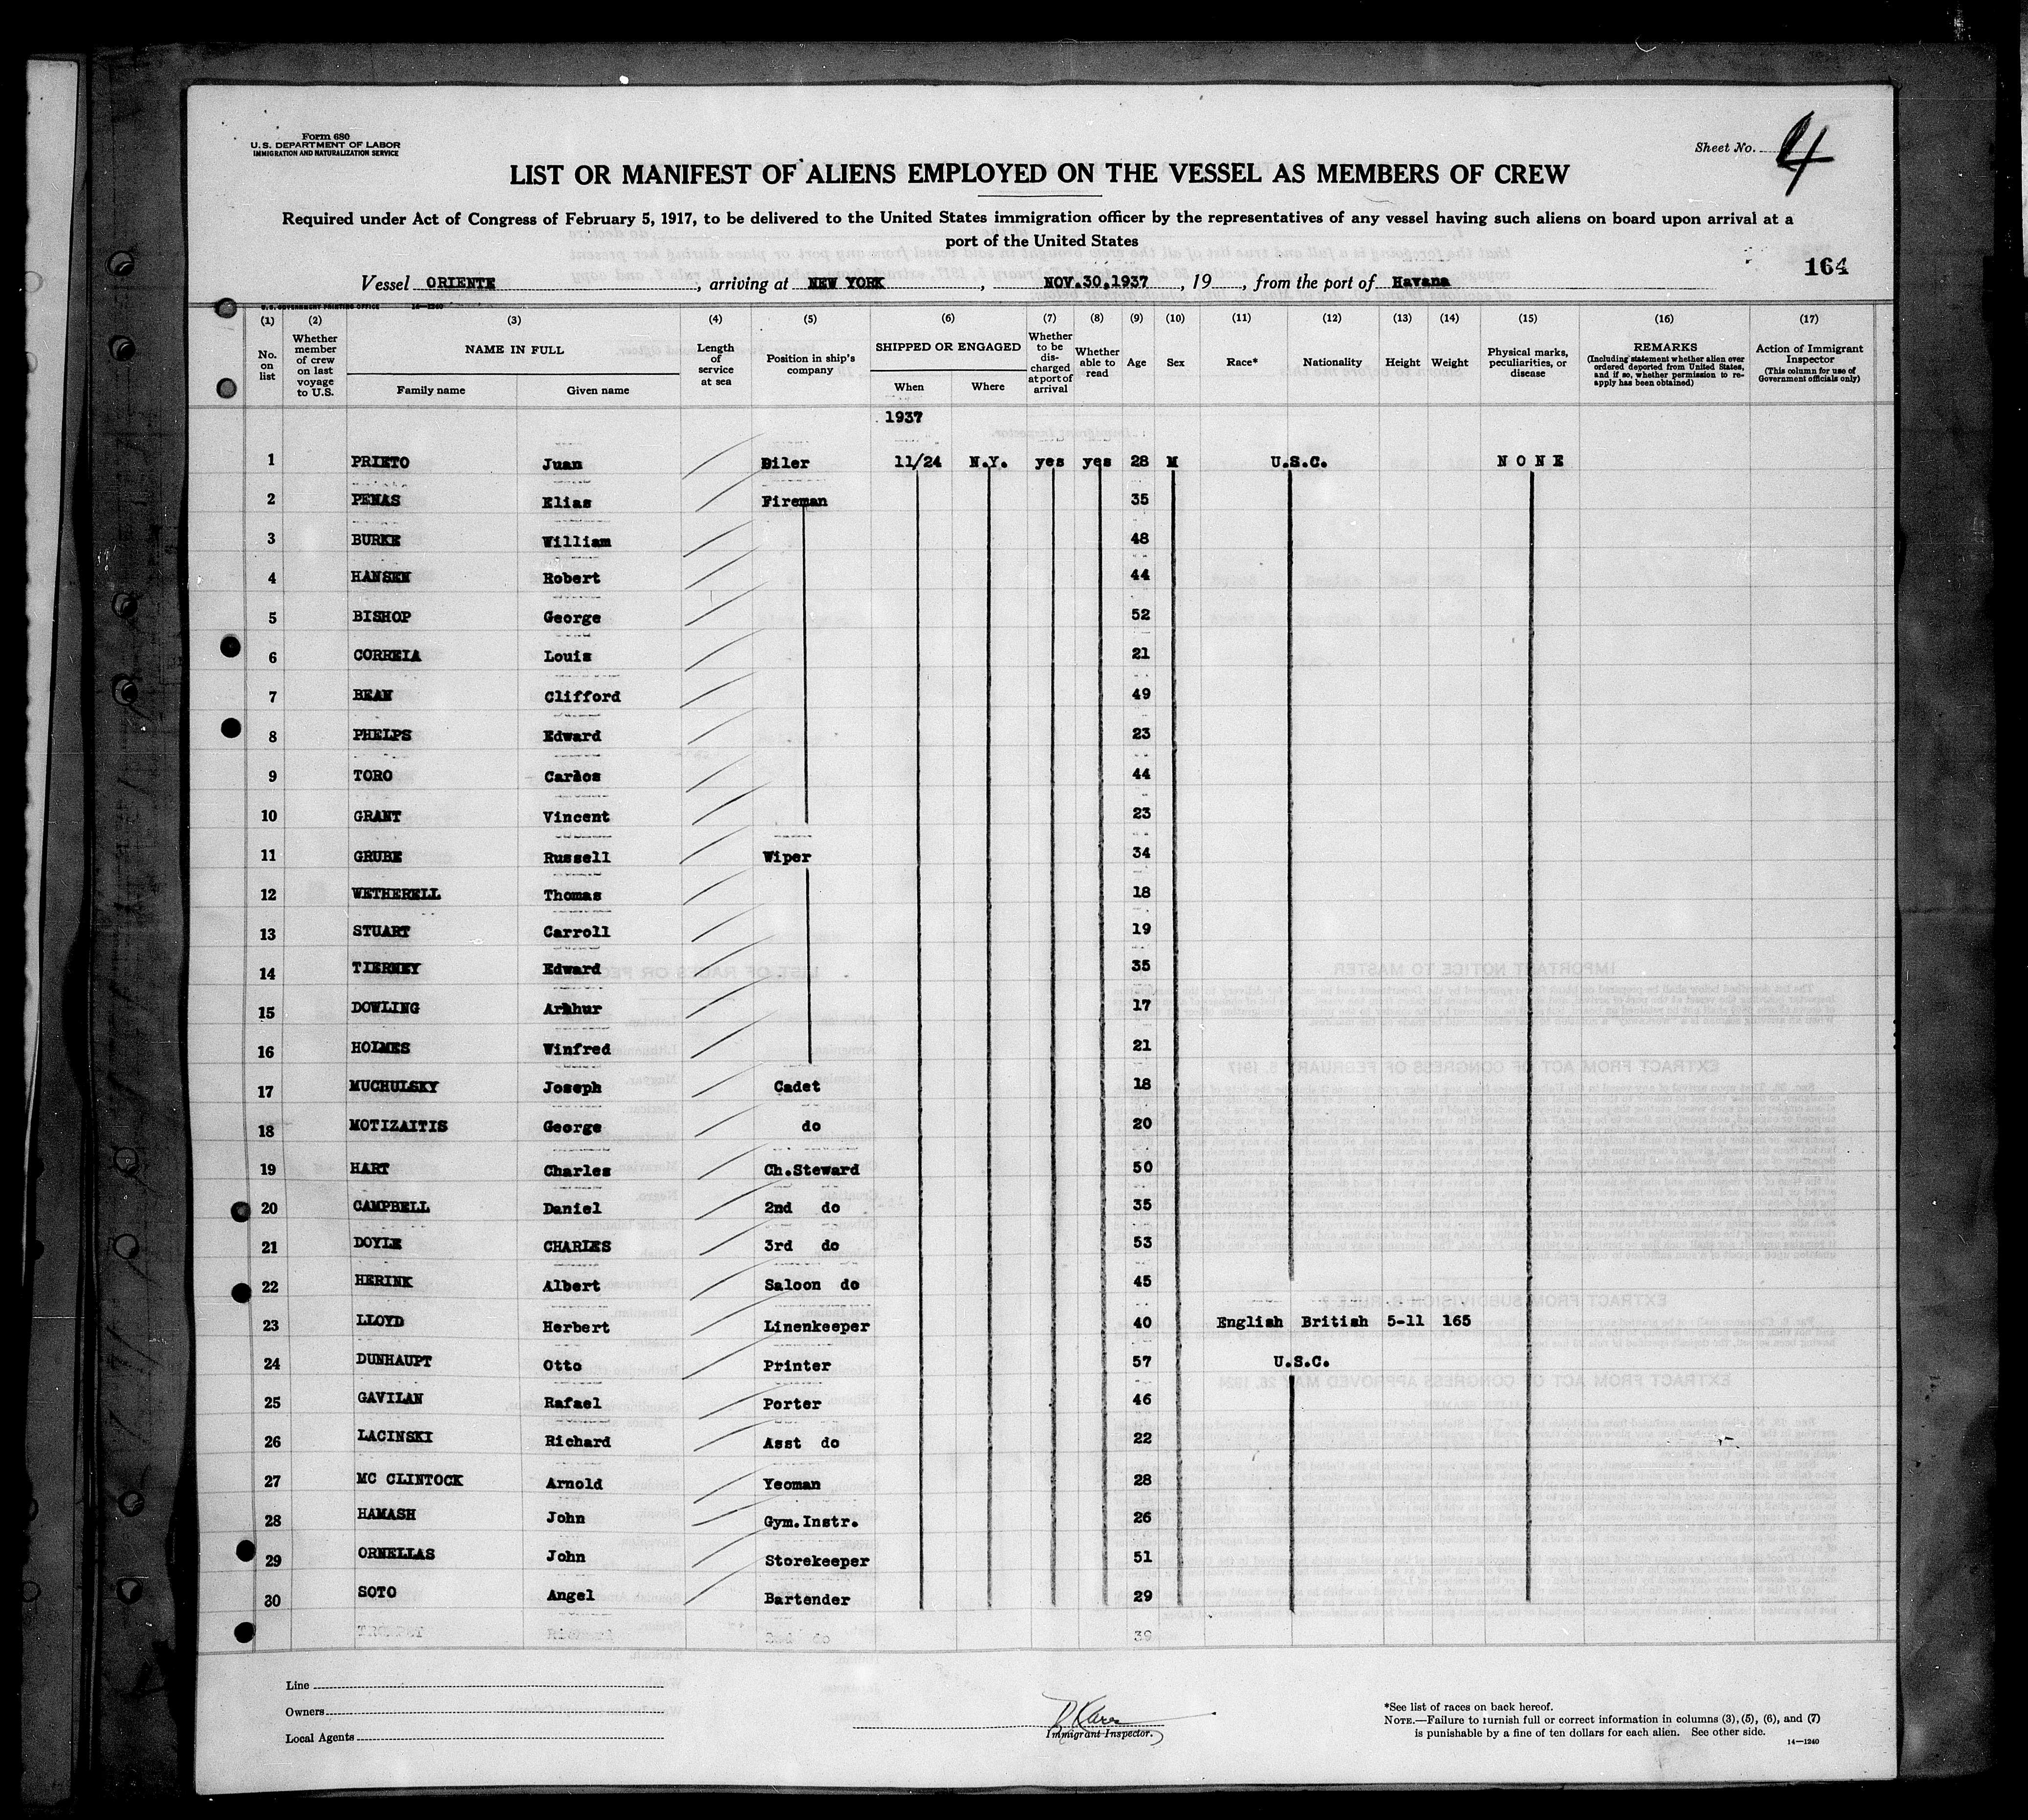 Form 680
U. S. DEPARTMENT OF LABOR
IMMIGRATION AND NATURALIZATION SERVICE
Sheet No. 4
LIST OR MANIFEST OF ALIENS EMPLOYED ON THE VESSEL AS MEMBERS OF CREW
Required under Act of Congress of February 5, 1917, to be delivered to the United States immigration officer by the representatives of any vessel having such aliens on board upon arrival at a
port of the United States
164
Vessel ORIENTE, arriving at NEW YORK, NOV.30.1937, 19, from the port of Havana
U.S. GOVERNMENT PRINTING OFFICE 14—1240
(1) (2) (3) (4) (5) (6) (7) (8) (9) (10) (11) (12) (13) (14) (15) (16) (17)
No. on list
Whether member of crew on last voyage to U.S.
NAME IN FULL
Family name Given name
Length of service at sea
Position in ship's company
SHIPPED OR ENGAGED
When Where
Whether to be discharged at port of arrival
Whether able to read
Age
Sex
Race*
Nationality
Height
Weight
Physical marks, peculiarities, or disease
REMARKS
(Including statement whether alien ever ordered deported from United States, and if so, whether permission to reapply has been obtained)
Action of Immigrant Inspector
(This column for use of Government officials only)
1937
1 PRIETO Juan Oiler 11/24 N.Y. yes yes 28 M U.S.C. NONE
2 PENAS Elias Fireman 35
3 BURKE William 48
4 HANSEN Robert 44
5 BISHOP George 52
6 CORREIA Louis 21
7 BEAN Clifford 49
8 PHELPS Edward 23
9 TORO Carlos 44
10 GRANT Vincent 23
11 GRUBE Russell Wiper 34
12 WETHERELL Thomas 18
13 STUART Carroll 19
14 TIERNEY Edward 35
15 DOWLING Arthur 17
16 HOLMES Winfred 21
17 MUCHULSKY Joseph Cadet 18
18 MOTIZAITIS George do 20
19 HART Charles Ch.Steward 50
20 CAMPBELL Daniel 2nd do 35
21 DOYLE CHARLES 3rd do 53
22 HERINK Albert Saloon do 45
23 LLOYD Herbert Linenkeeper 40 English British 5-11 165
24 DUNHAUPT Otto Printer 57 U.S.C.
25 GAVILAN Rafael Porter 46
26 LACINSKI Richard Asst do 22
27 MC CLINTOCK Arnold Yeoman 28
28 HAMASH John Gym.Instr. 26
29 ORNELLAS John Storekeeper 51
30 SOTO Angel Bartender 29
39
Line
Owners
Local Agents
Immigrant Inspector.
*See list of races on back hereof.
NOTE.—Failure to furnish full or correct information in columns (3), (5), (6), and (7)
is punishable by a fine of ten dollars for each alien. See other side.
14—1240